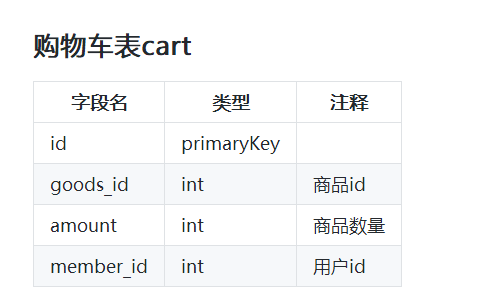 购物车表cart
字段名 类型 注释
id primaryKey
goods_id int 商品id
amount int 商品数量
member_id int 用户id